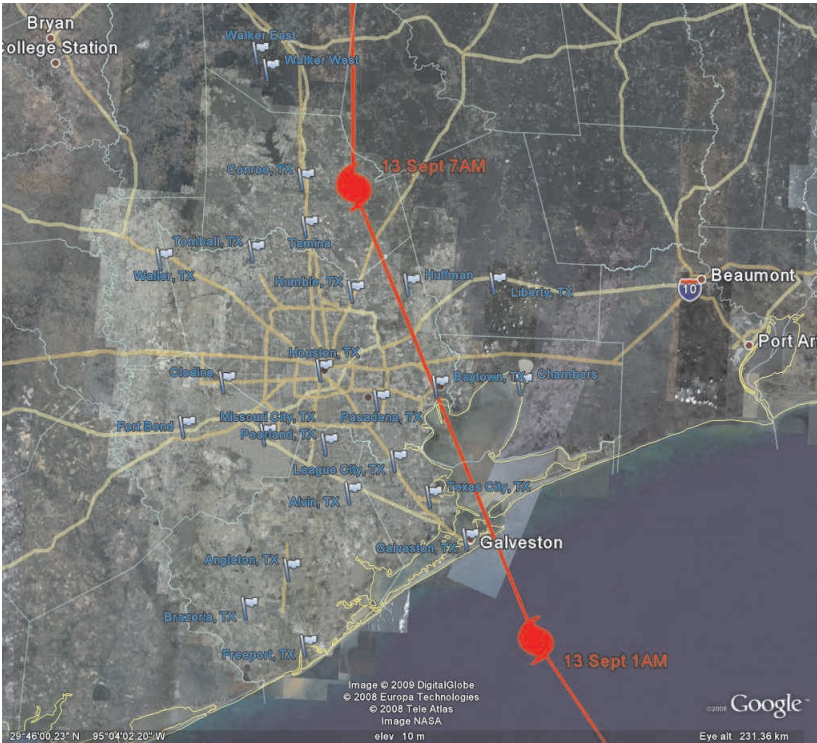 Bryan
College Station
Walker East
Walker West
Conroe, TX
13 Sept 7AM
Tomball, TX
Tamina
Waller, TX
Humble, TX
Huffman
Liberty, TX
Beaumont
10
Port Ar
Houston, TX
Clodine
Baytown, TX
Chambers
Fort Bend
Missouri City, TX
Pasadena, TX
Pearland, TX
League City, TX
Alvin, TX
Texas City, TX
Galveston, TX
Galveston
Angleton, TX
Brazoria, TX
Freeport, TX
13 Sept 1AM
Image © 2009 DigitalGlobe
© 2008 Europa Technologies
© 2008 Tele Atlas
Image NASA
©2008 Google™
29°46'00.23" N 95°04'02.20" W
elev 10 m
Eye alt 231.36 km